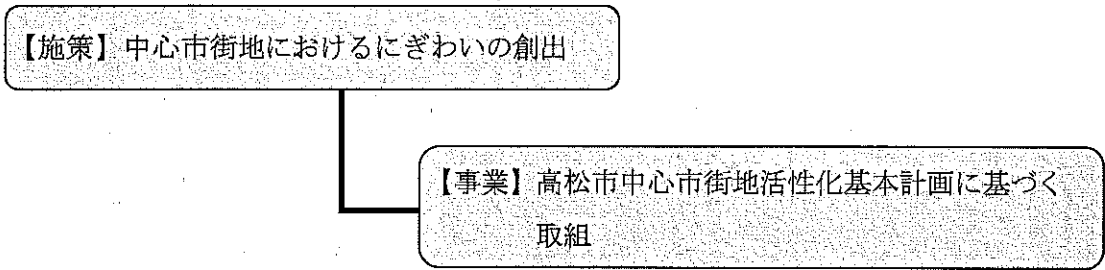 【施策】中心市街地におけるにぎわいの創出
【事業】高松市中心市街地活性化基本計画に基づく
取組